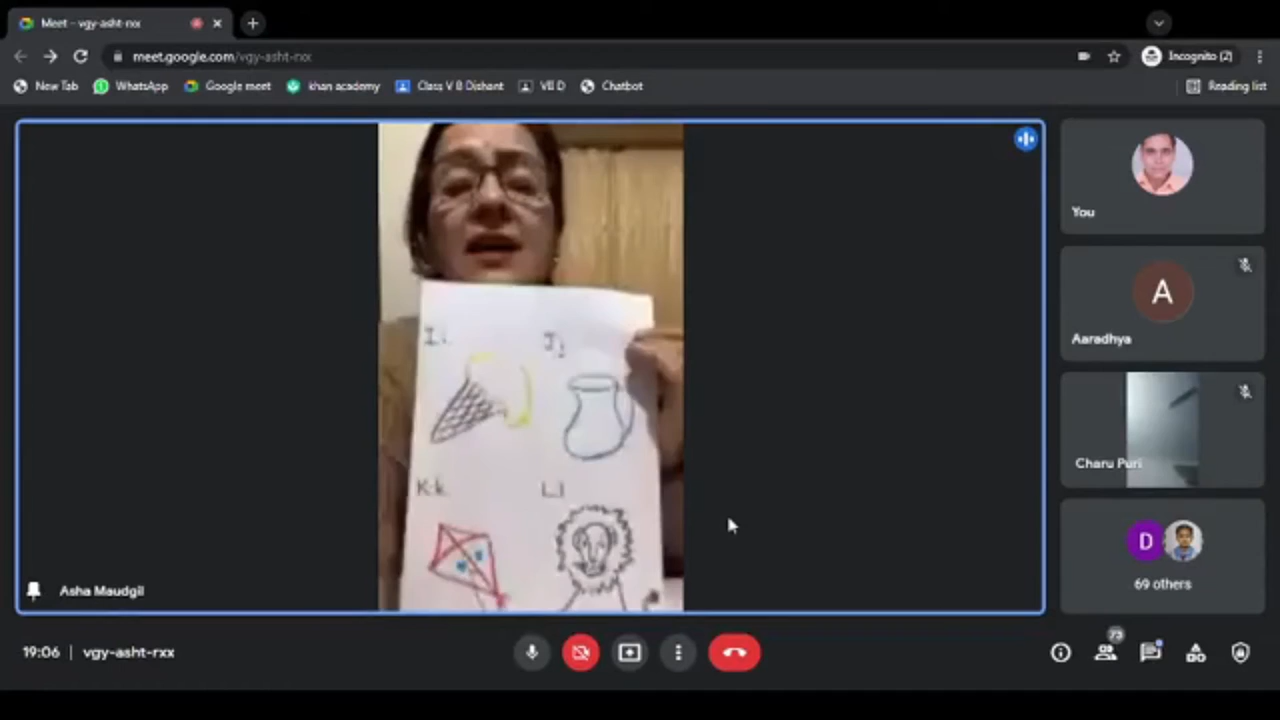 Meet - vgy-asht-rxx
meet.google.com/vgy-asht-rxx
Incognito (2)
New Tab
WhatsApp
Google meet
khan academy
Class V B Dishant
VII D
Chatbot
Reading list
I i
J j
K k
L l
Asha Maudgil
You
A
Aaradhya
Charu Puri
D
69 others
19:06 | vgy-asht-rxx
73